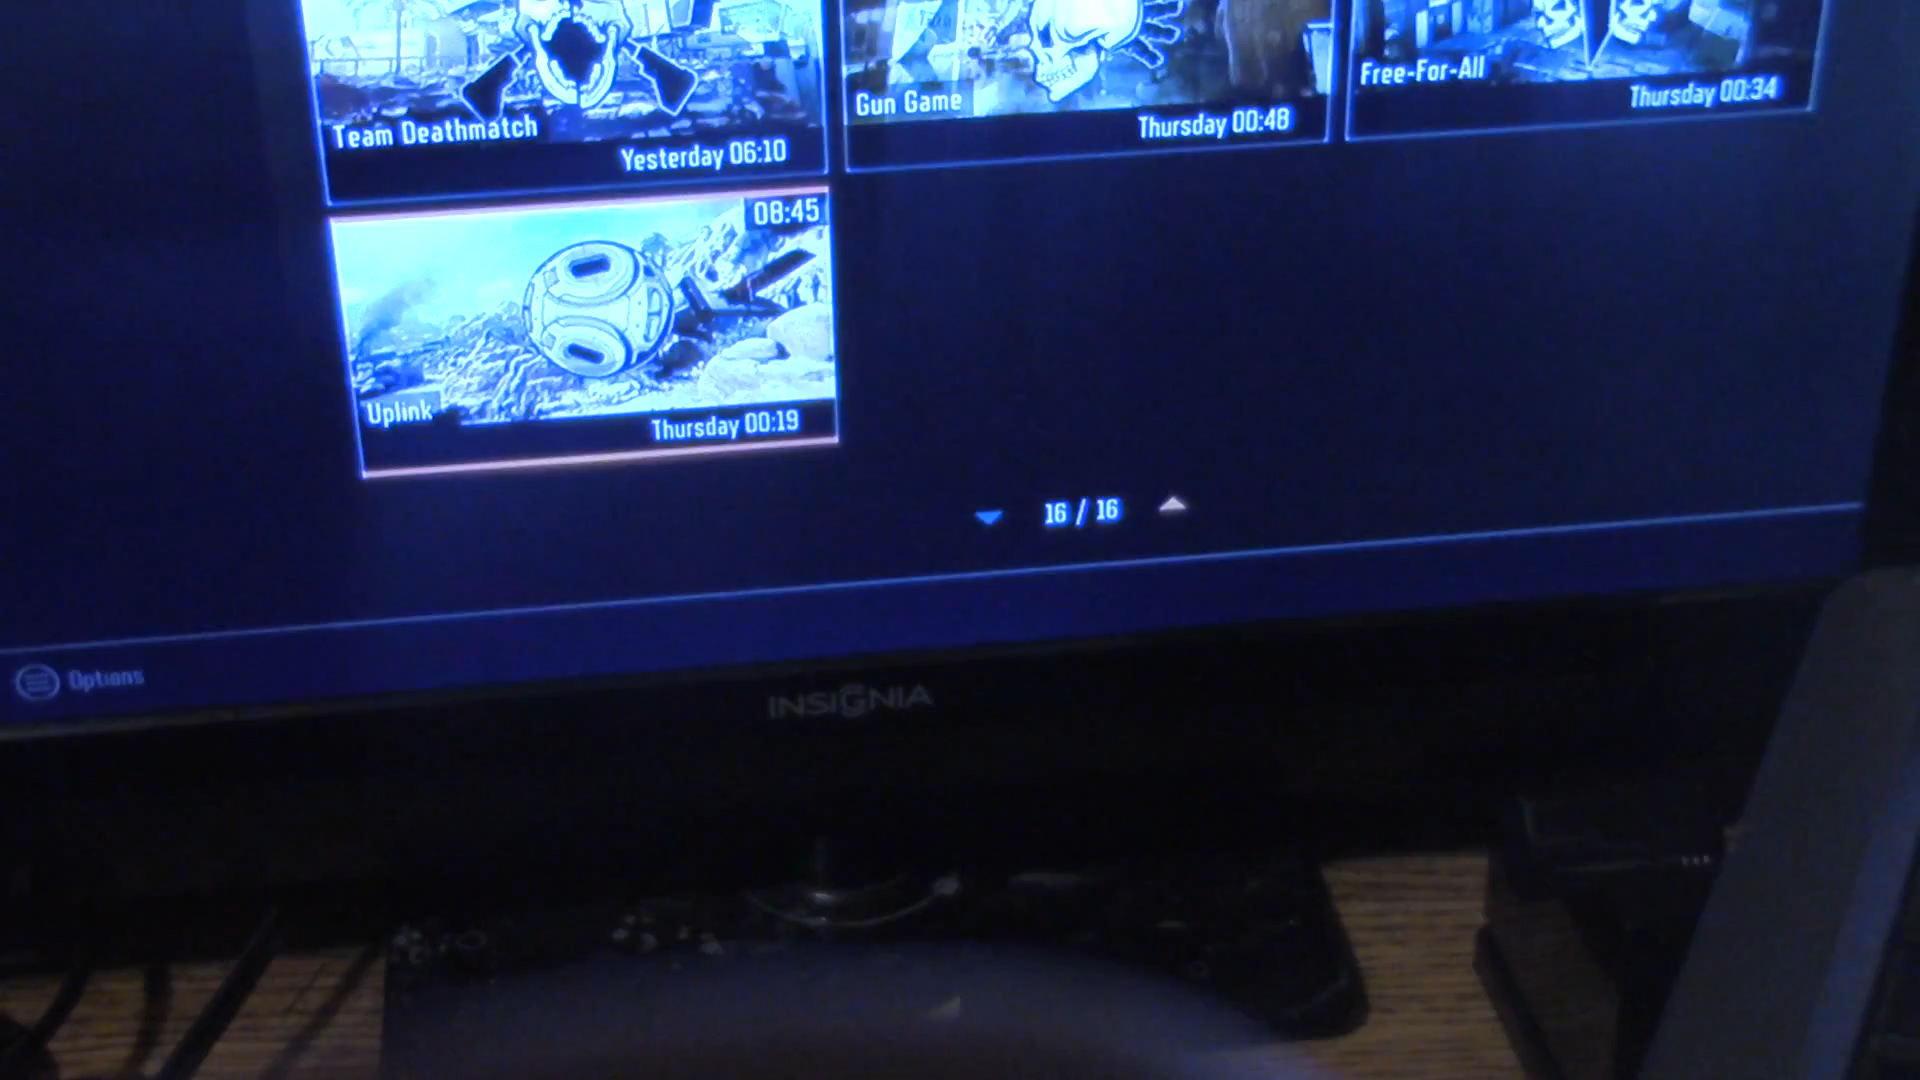 Team Deathmatch
Yesterday 06:10
Gun Game
Thursday 00:48
Free-For-All
Thursday 00:34
08:45
Uplink
Thursday 00:19
16 / 16
Options
INSIGNIA